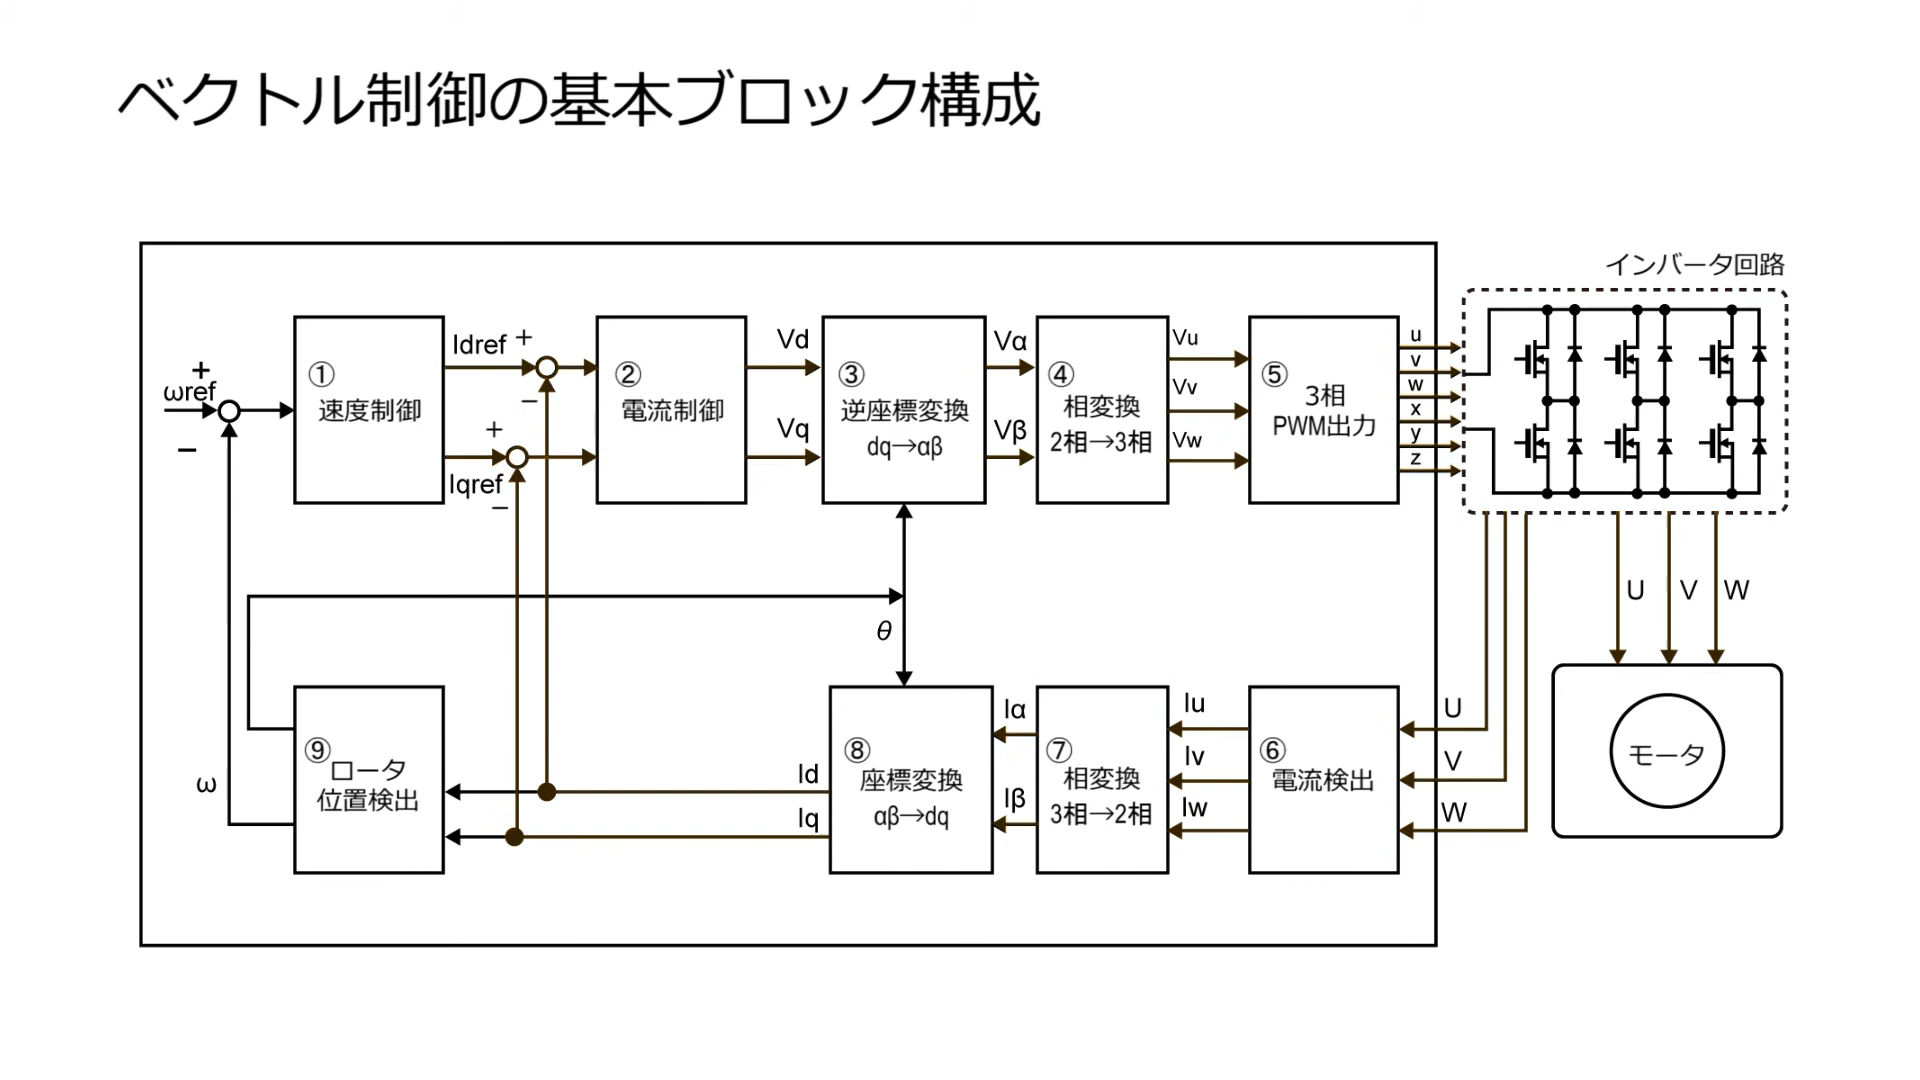 ベクトル制御の基本ブロック構成
インバータ回路
+
ωref
−
①
速度制御
Idref +
−
+
Iqref
−
②
電流制御
Vd
Vq
③
逆座標変換
dq→αβ
Vα
Vβ
④
相変換
2相→3相
Vu
Vv
Vw
⑤
3相
PWM出力
u
v
w
x
y
z
U V W
θ
ω
⑨
ロータ
位置検出
Id
Iq
⑧
座標変換
αβ→dq
Iα
Iβ
⑦
相変換
3相→2相
Iu
Iv
Iw
⑥
電流検出
U
V
W
モータ